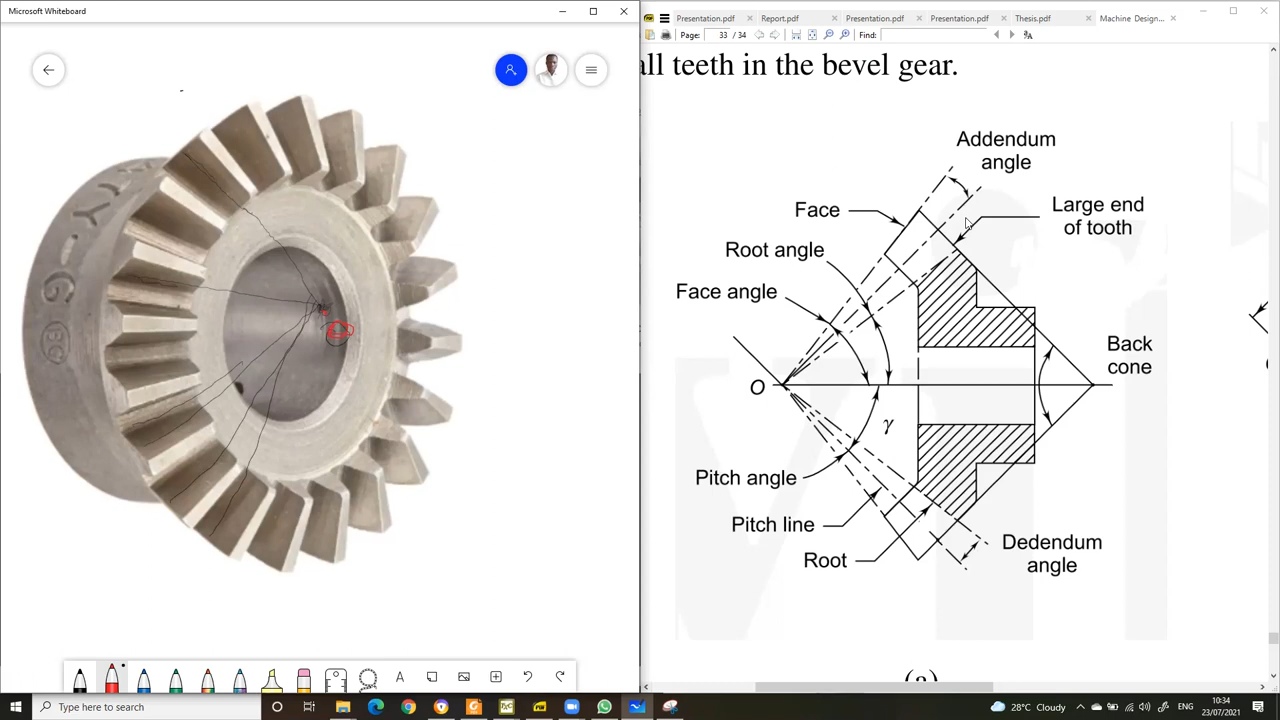 Microsoft Whiteboard
Presentation.pdf
Report.pdf
Presentation.pdf
Presentation.pdf
Thesis.pdf
Machine Design...
Page:
33 / 34
Find:
all teeth in the bevel gear.
Addendum
angle
Face
Large end
of tooth
Root angle
Face angle
Back
cone
O
γ
Pitch angle
Pitch line
Root
Dedendum
angle
Type here to search
28°C Cloudy
10:34
23/07/2021